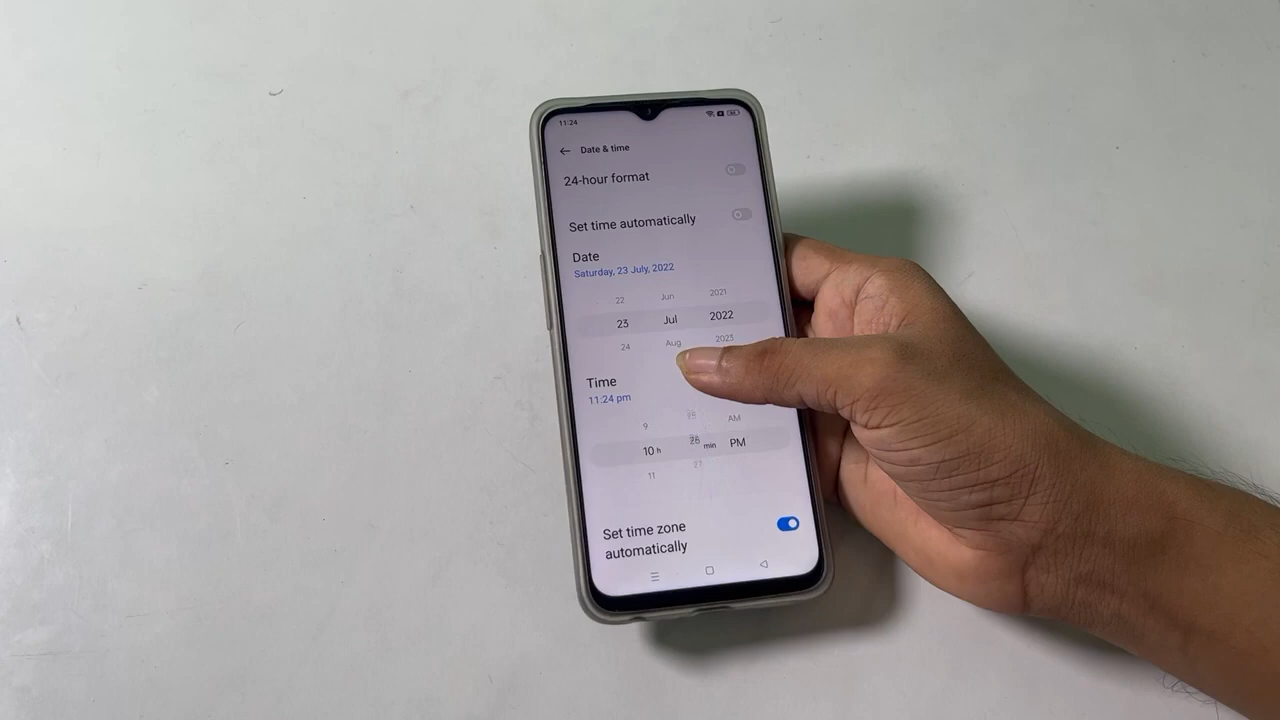 11:24
Date & time
24-hour format
Set time automatically
Date
Saturday, 23 July, 2022
22 Jun 2021
23 Jul 2022
24 Aug 2023
Time
11:24 pm
9 AM
10 h min PM
11 27
Set time zone
automatically